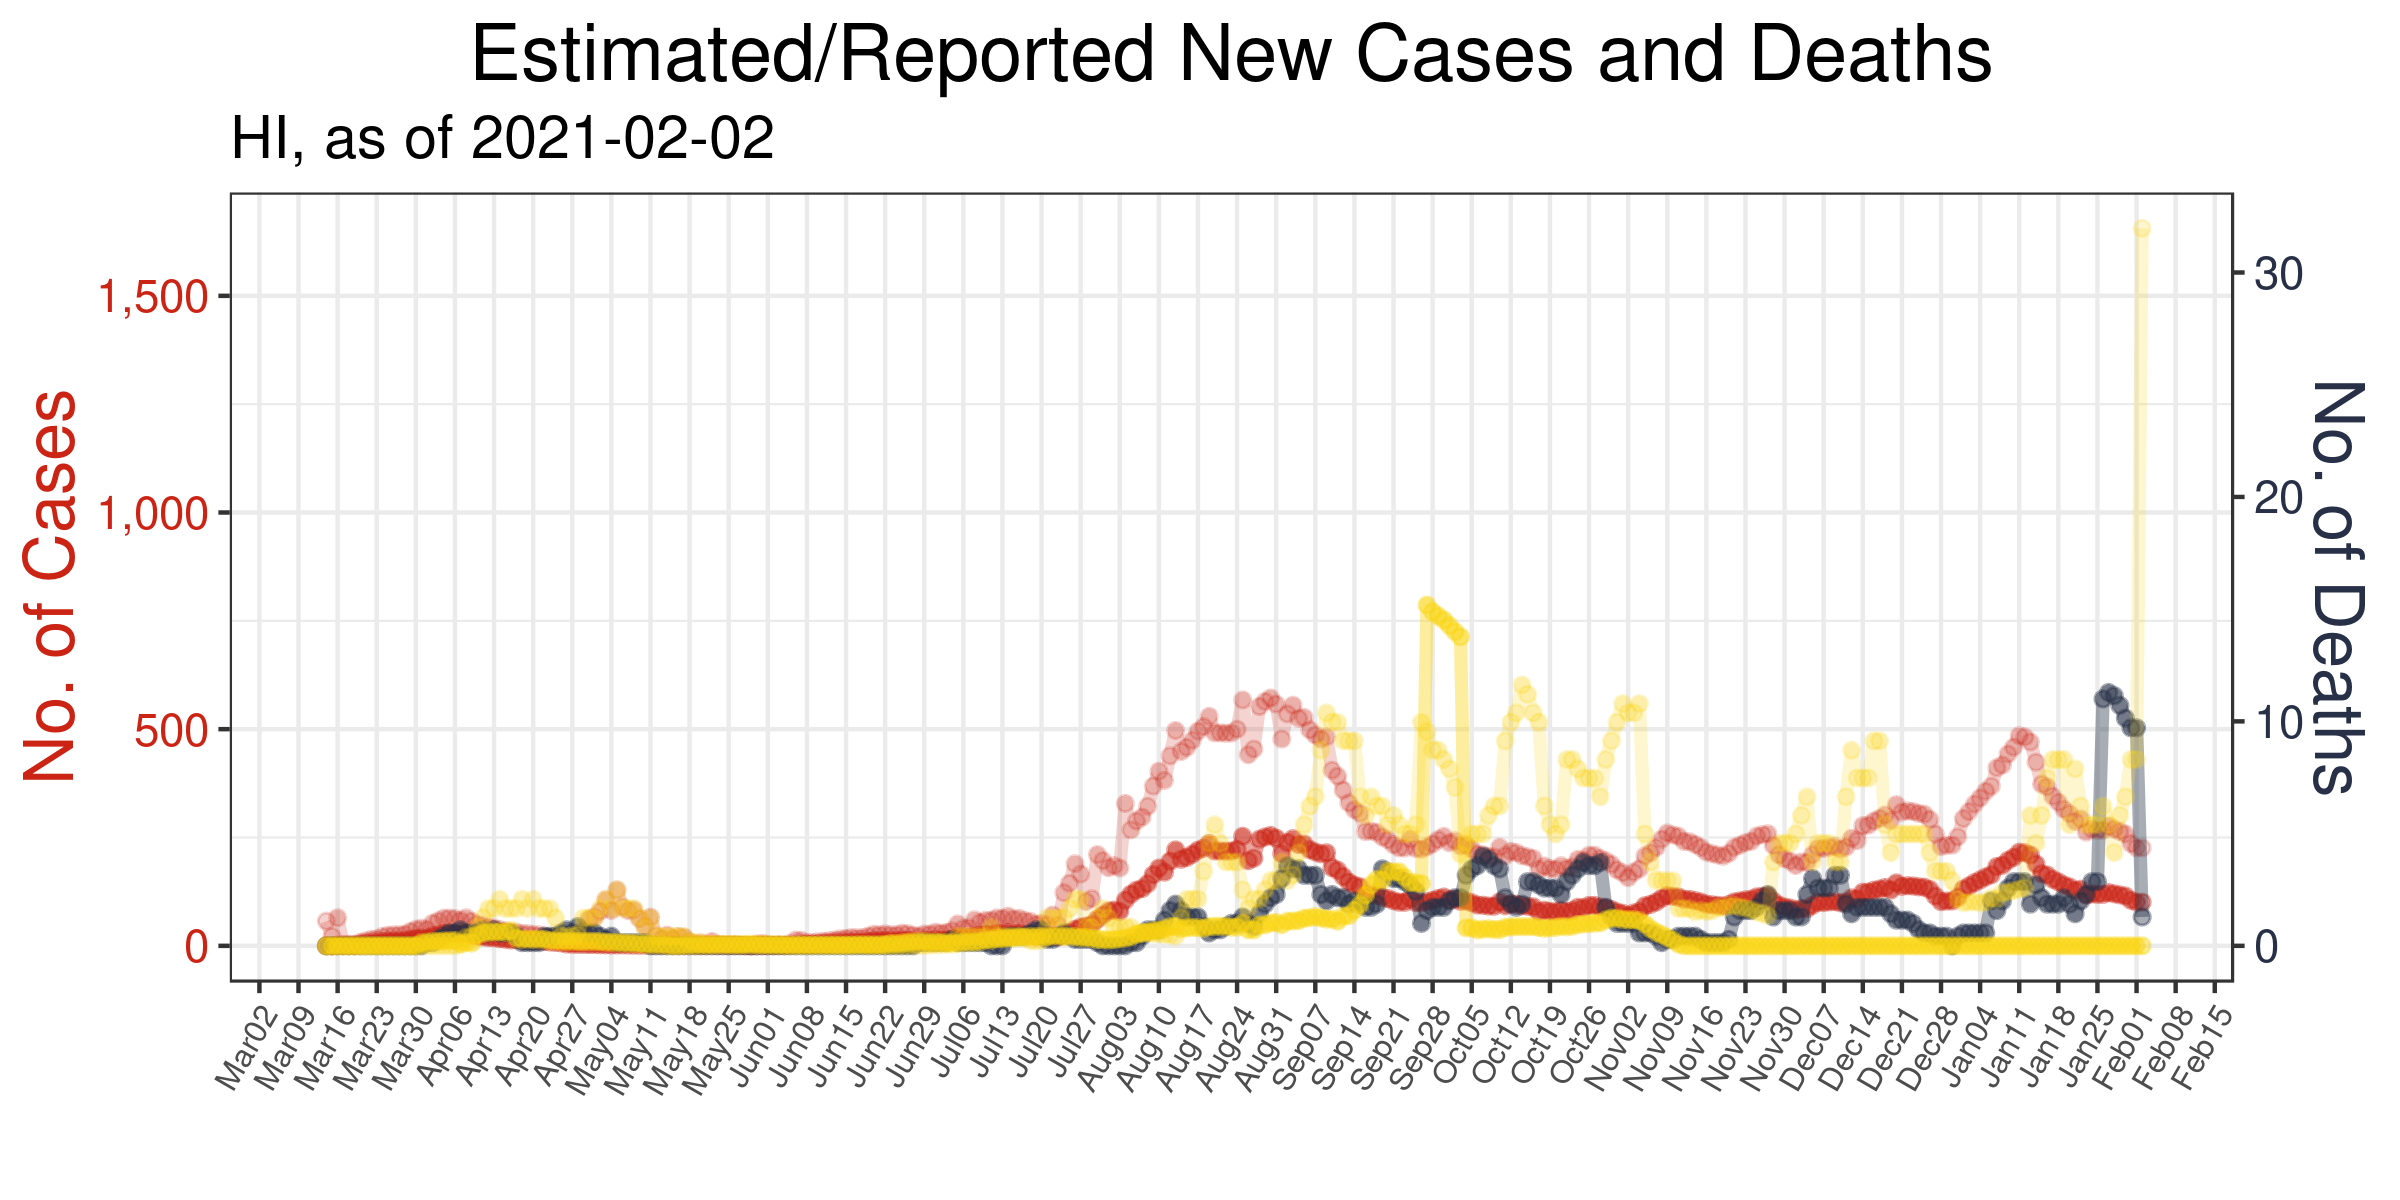 Estimated/Reported New Cases and Deaths
HI, as of 2021-02-02
No. of Cases
1,500
1,000
500
0
30
20
10
0
No. of Deaths
Mar02
Mar09
Mar16
Mar23
Mar30
Apr06
Apr13
Apr20
Apr27
May04
May11
May18
May25
Jun01
Jun08
Jun15
Jun22
Jun29
Jul06
Jul13
Jul20
Jul27
Aug03
Aug10
Aug17
Aug24
Aug31
Sep07
Sep14
Sep21
Sep28
Oct05
Oct12
Oct19
Oct26
Nov02
Nov09
Nov16
Nov23
Nov30
Dec07
Dec14
Dec21
Dec28
Jan04
Jan11
Jan18
Jan25
Feb01
Feb08
Feb15